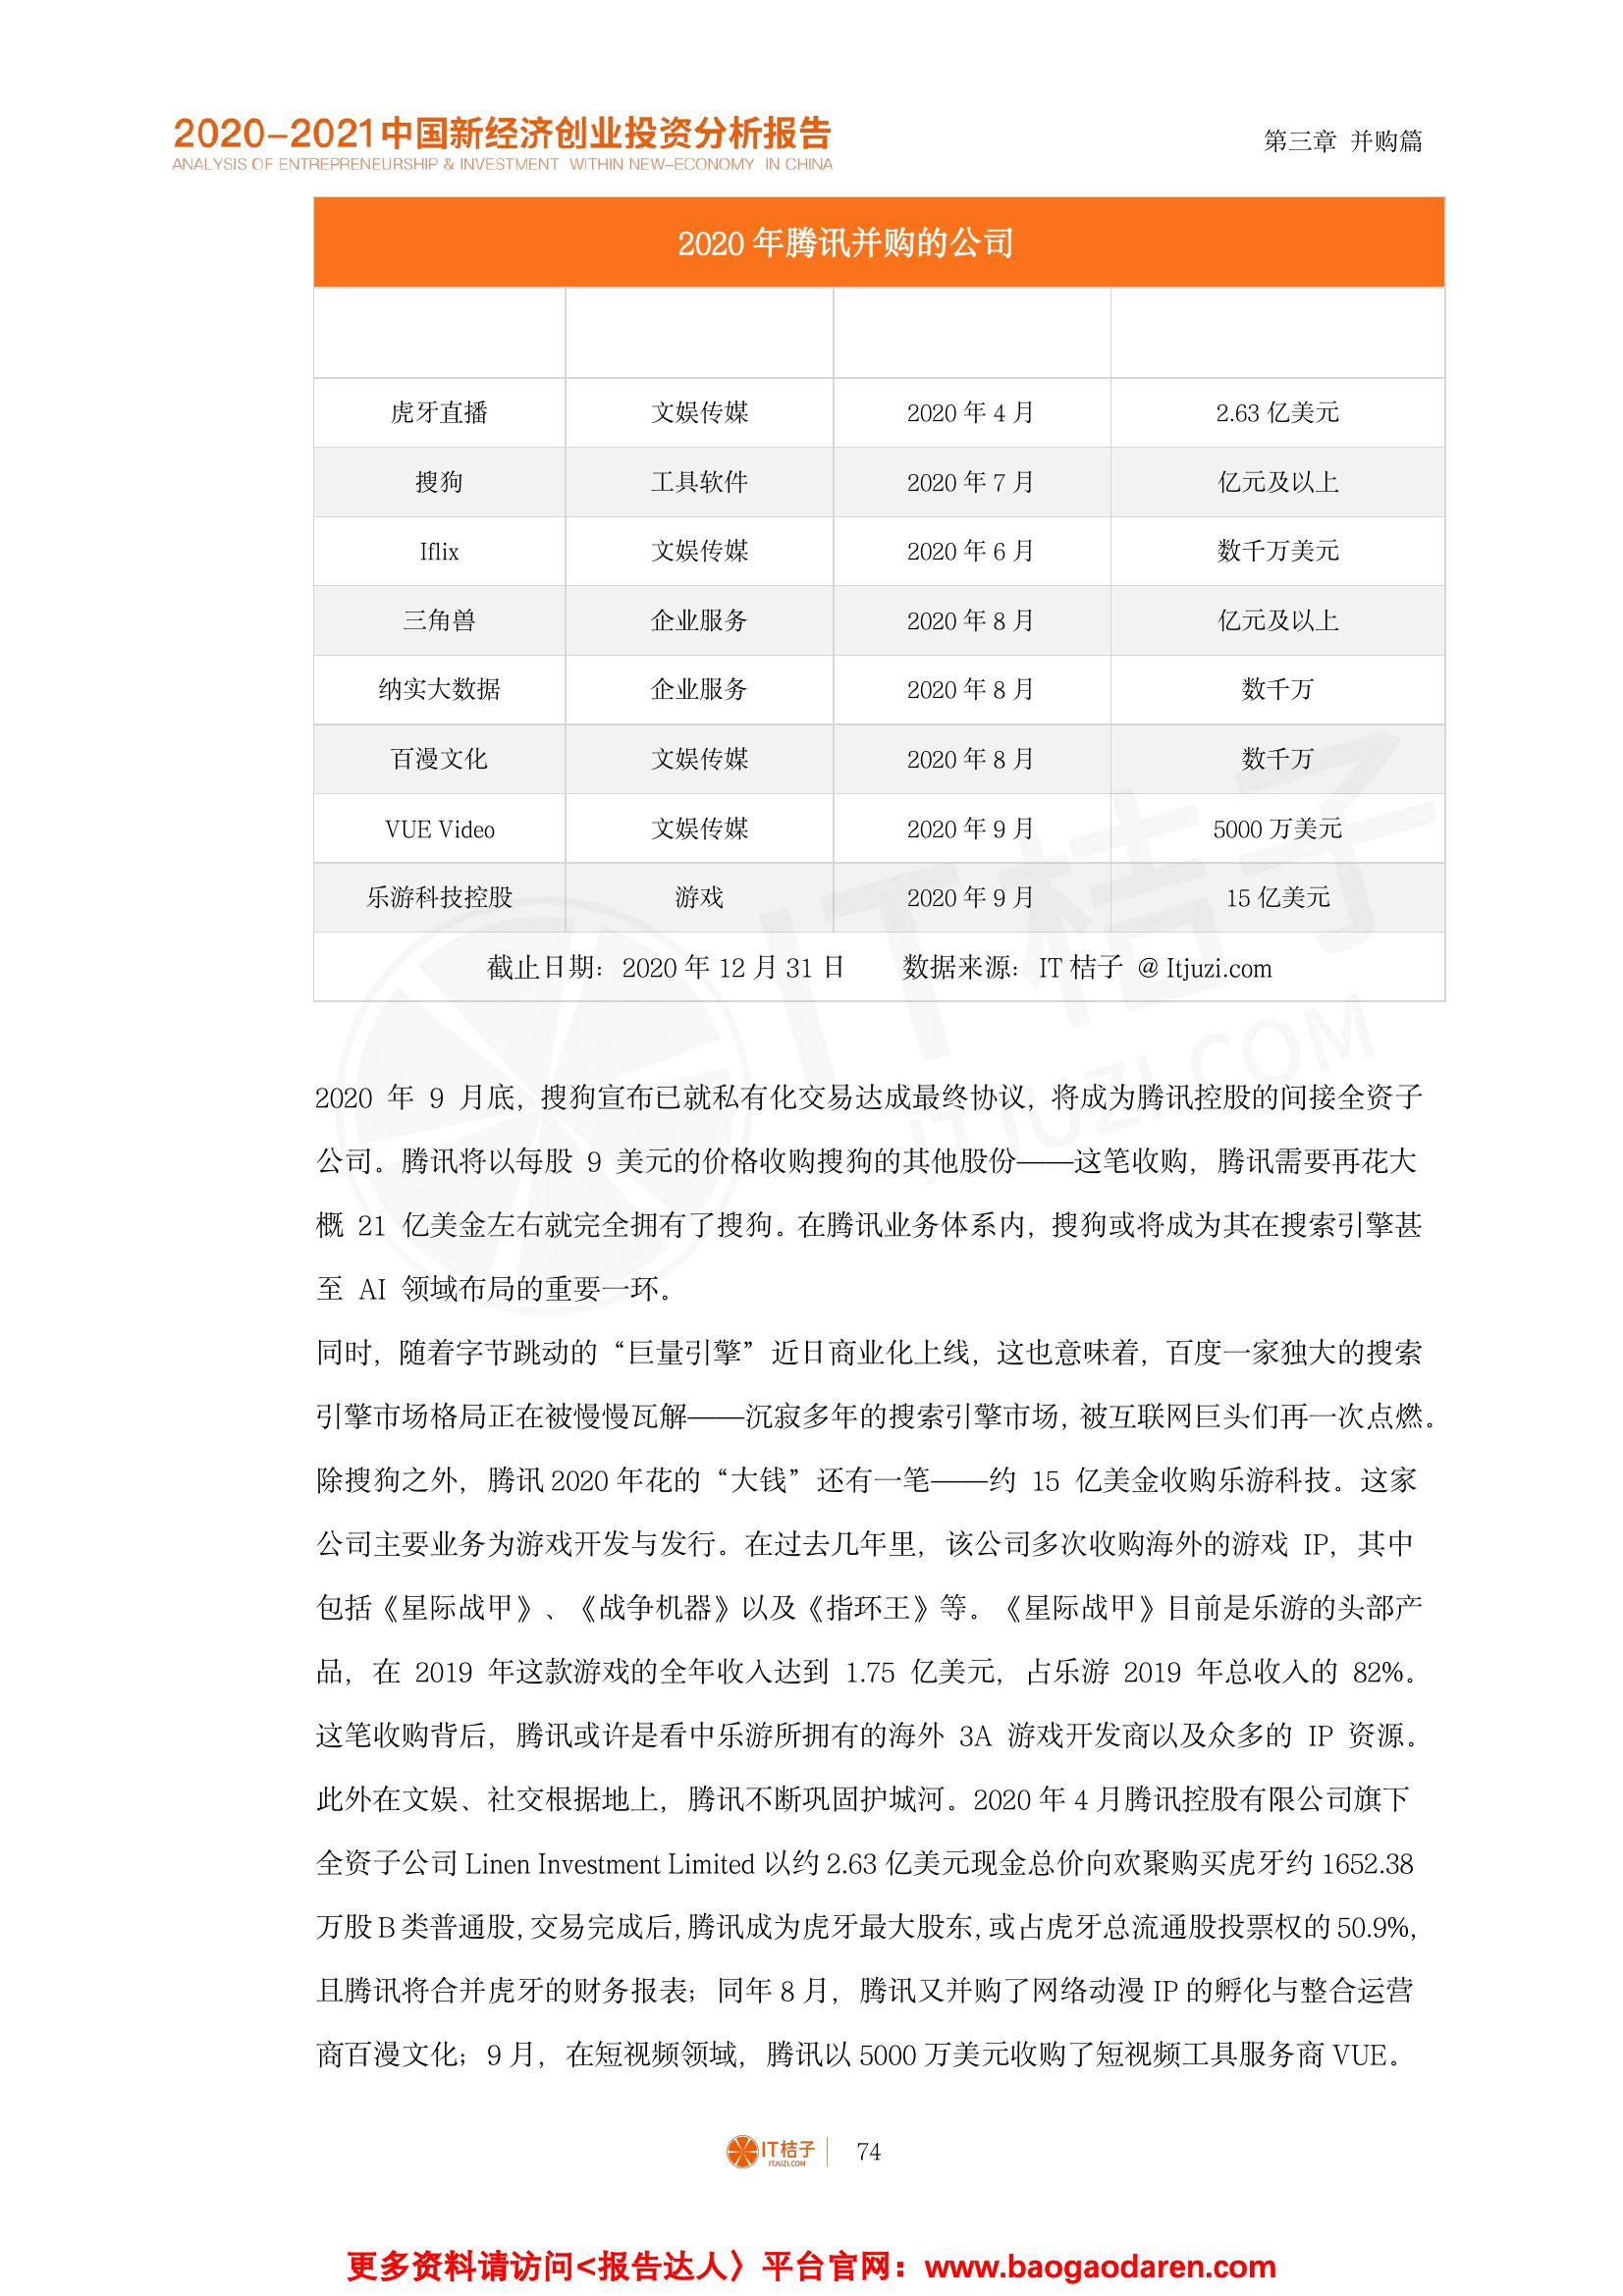 2020-2021中国新经济创业投资分析报告
ANALYSIS OF ENTREPRENEURSHIP & INVESTMENT WITHIN NEW-ECONOMY IN CHINA
第三章 并购篇
2020 年腾讯并购的公司
虎牙直播 文娱传媒 2020 年 4 月 2.63 亿美元
搜狗 工具软件 2020 年 7 月 亿元及以上
Iflix 文娱传媒 2020 年 6 月 数千万美元
三角兽 企业服务 2020 年 8 月 亿元及以上
纳实大数据 企业服务 2020 年 8 月 数千万
百漫文化 文娱传媒 2020 年 8 月 数千万
VUE Video 文娱传媒 2020 年 9 月 5000 万美元
乐游科技控股 游戏 2020 年 9 月 15 亿美元
截止日期：2020 年 12 月 31 日 数据来源：IT 桔子 @ Itjuzi.com
IT桔子
ITJUZI.COM
2020 年 9 月底，搜狗宣布已就私有化交易达成最终协议，将成为腾讯控股的间接全资子
公司。腾讯将以每股 9 美元的价格收购搜狗的其他股份——这笔收购，腾讯需要再花大
概 21 亿美金左右就完全拥有了搜狗。在腾讯业务体系内，搜狗或将成为其在搜索引擎甚
至 AI 领域布局的重要一环。
同时，随着字节跳动的“巨量引擎”近日商业化上线，这也意味着，百度一家独大的搜索
引擎市场格局正在被慢慢瓦解——沉寂多年的搜索引擎市场，被互联网巨头们再一次点燃。
除搜狗之外，腾讯 2020 年花的“大钱”还有一笔——约 15 亿美金收购乐游科技。这家
公司主要业务为游戏开发与发行。在过去几年里，该公司多次收购海外的游戏 IP，其中
包括《星际战甲》、《战争机器》以及《指环王》等。《星际战甲》目前是乐游的头部产
品，在 2019 年这款游戏的全年收入达到 1.75 亿美元，占乐游 2019 年总收入的 82%。
这笔收购背后，腾讯或许是看中乐游所拥有的海外 3A 游戏开发商以及众多的 IP 资源。
此外在文娱、社交根据地上，腾讯不断巩固护城河。2020 年 4 月腾讯控股有限公司旗下
全资子公司 Linen Investment Limited 以约 2.63 亿美元现金总价向欢聚购买虎牙约 1652.38
万股 B 类普通股，交易完成后，腾讯成为虎牙最大股东，或占虎牙总流通股投票权的 50.9%，
且腾讯将合并虎牙的财务报表；同年 8 月，腾讯又并购了网络动漫 IP 的孵化与整合运营
商百漫文化；9 月，在短视频领域，腾讯以 5000 万美元收购了短视频工具服务商 VUE。
IT桔子
ITJUZI.COM
74
更多资料请访问<报告达人〉平台官网：www.baogaodaren.com